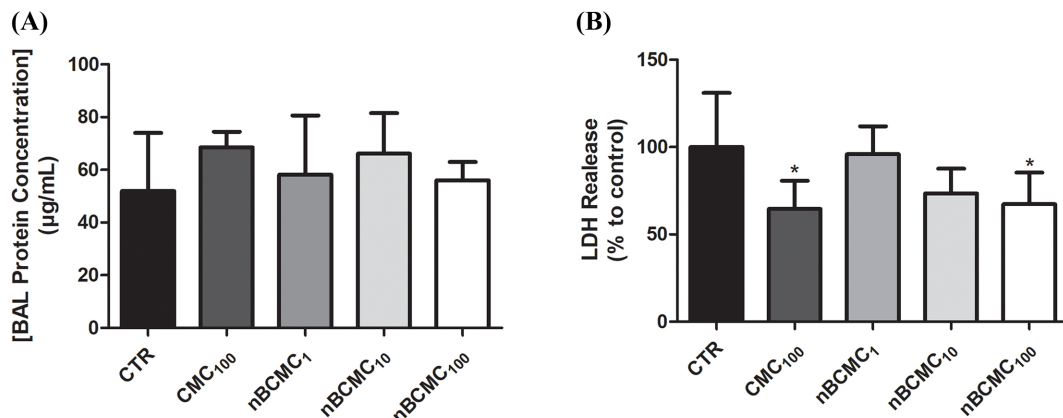 (A)
[BAL Protein Concentration]
(µg/mL)
100
80
60
40
20
0
CTR
CMC₁₀₀
nBCMC₁
nBCMC₁₀
nBCMC₁₀₀
(B)
LDH Realease
(% to control)
150
100
50
0
*
*
CTR
CMC₁₀₀
nBCMC₁
nBCMC₁₀
nBCMC₁₀₀